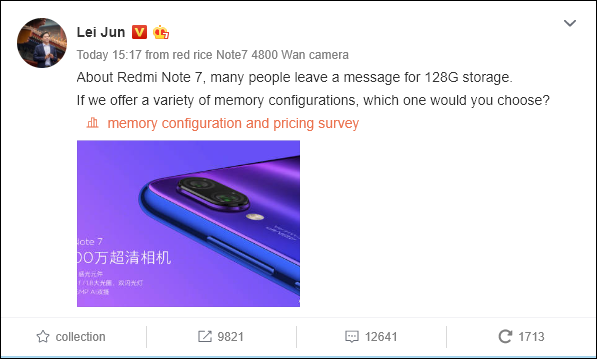 Lei Jun
Today 15:17 from red rice Note7 4800 Wan camera
About Redmi Note 7, many people leave a message for 128G storage.
If we offer a variety of memory configurations, which one would you choose?
memory configuration and pricing survey
Note 7
00万超清相机
collection
9821
12641
1713